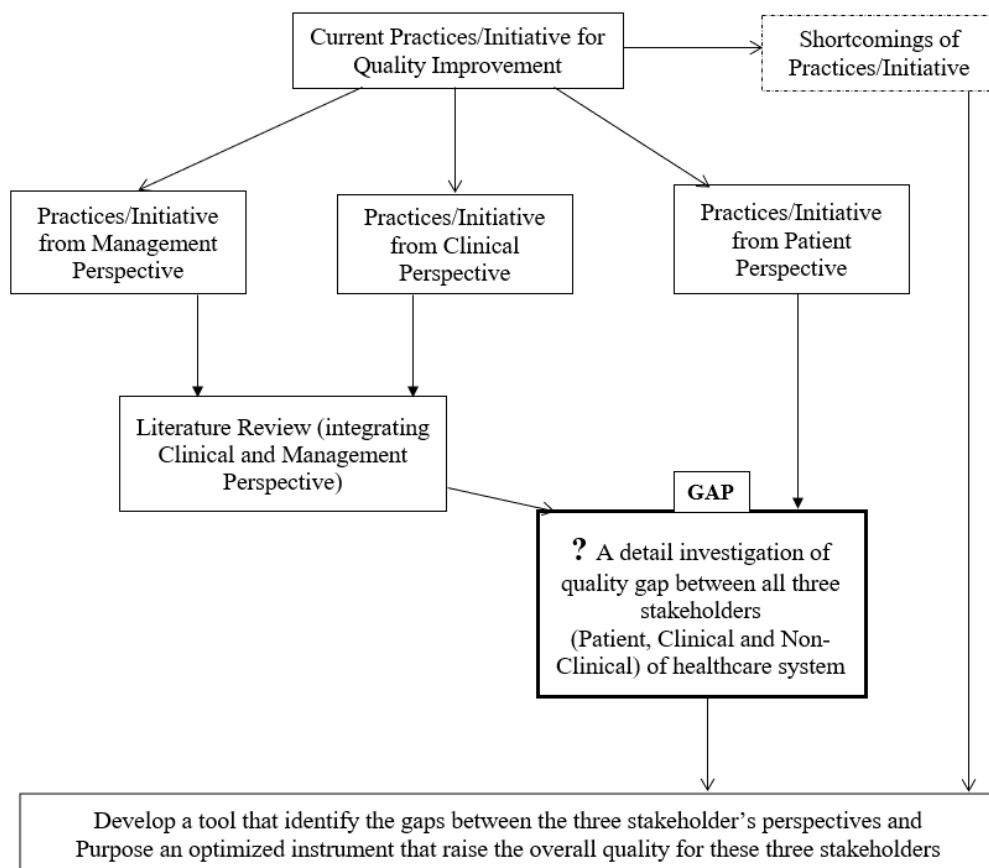 Current Practices/Initiative for
Quality Improvement
Shortcomings of
Practices/Initiative
Practices/Initiative
from Management
Perspective
Practices/Initiative
from Clinical
Perspective
Practices/Initiative
from Patient
Perspective
Literature Review (integrating
Clinical and Management
Perspective)
GAP
? A detail investigation of
quality gap between all three
stakeholders
(Patient, Clinical and Non-
Clinical) of healthcare system
Develop a tool that identify the gaps between the three stakeholder’s perspectives and
Purpose an optimized instrument that raise the overall quality for these three stakeholders